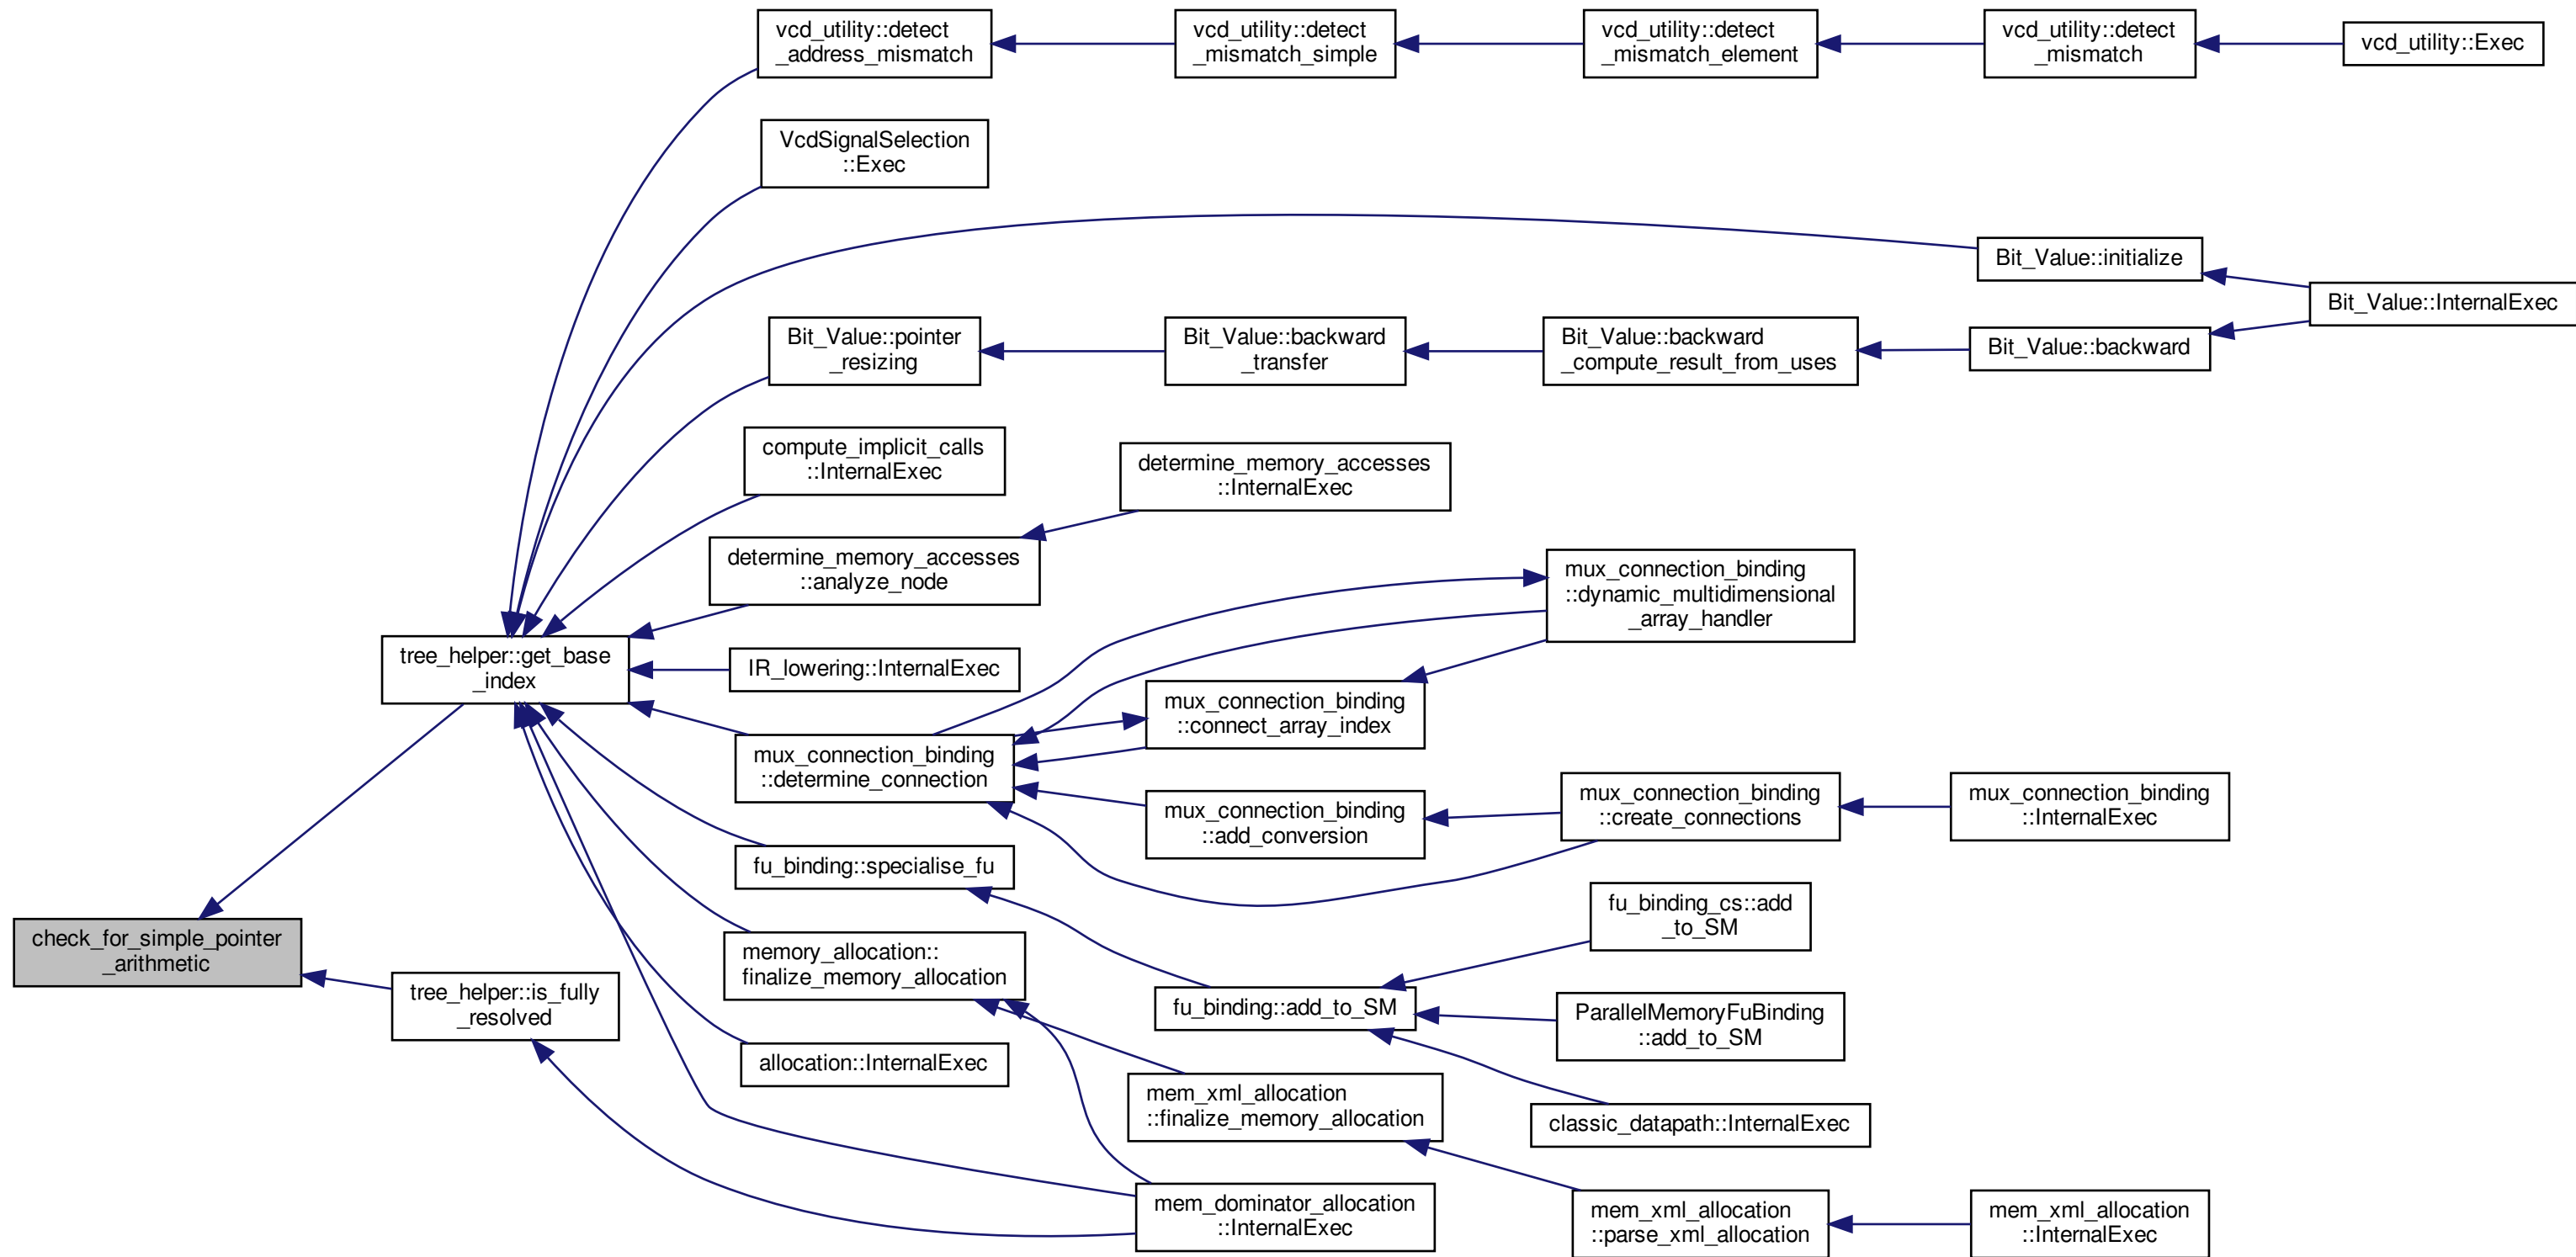 vcd_utility::detect
_address_mismatch
vcd_utility::detect
_mismatch_simple
vcd_utility::detect
_mismatch_element
vcd_utility::detect
_mismatch
vcd_utility::Exec
VcdSignalSelection
::Exec
Bit_Value::initialize
Bit_Value::InternalExec
Bit_Value::pointer
_resizing
Bit_Value::backward
_transfer
Bit_Value::backward
_compute_result_from_uses
Bit_Value::backward
compute_implicit_calls
::InternalExec
determine_memory_accesses
::InternalExec
determine_memory_accesses
::analyze_node
mux_connection_binding
::dynamic_multidimensional
_array_handler
tree_helper::get_base
_index
IR_lowering::InternalExec
mux_connection_binding
::connect_array_index
mux_connection_binding
::determine_connection
mux_connection_binding
::add_conversion
mux_connection_binding
::create_connections
mux_connection_binding
::InternalExec
fu_binding::specialise_fu
fu_binding_cs::add
_to_SM
check_for_simple_pointer
_arithmetic
memory_allocation::
finalize_memory_allocation
tree_helper::is_fully
_resolved
fu_binding::add_to_SM
ParallelMemoryFuBinding
::add_to_SM
allocation::InternalExec
mem_xml_allocation
::finalize_memory_allocation
classic_datapath::InternalExec
mem_dominator_allocation
::InternalExec
mem_xml_allocation
::parse_xml_allocation
mem_xml_allocation
::InternalExec